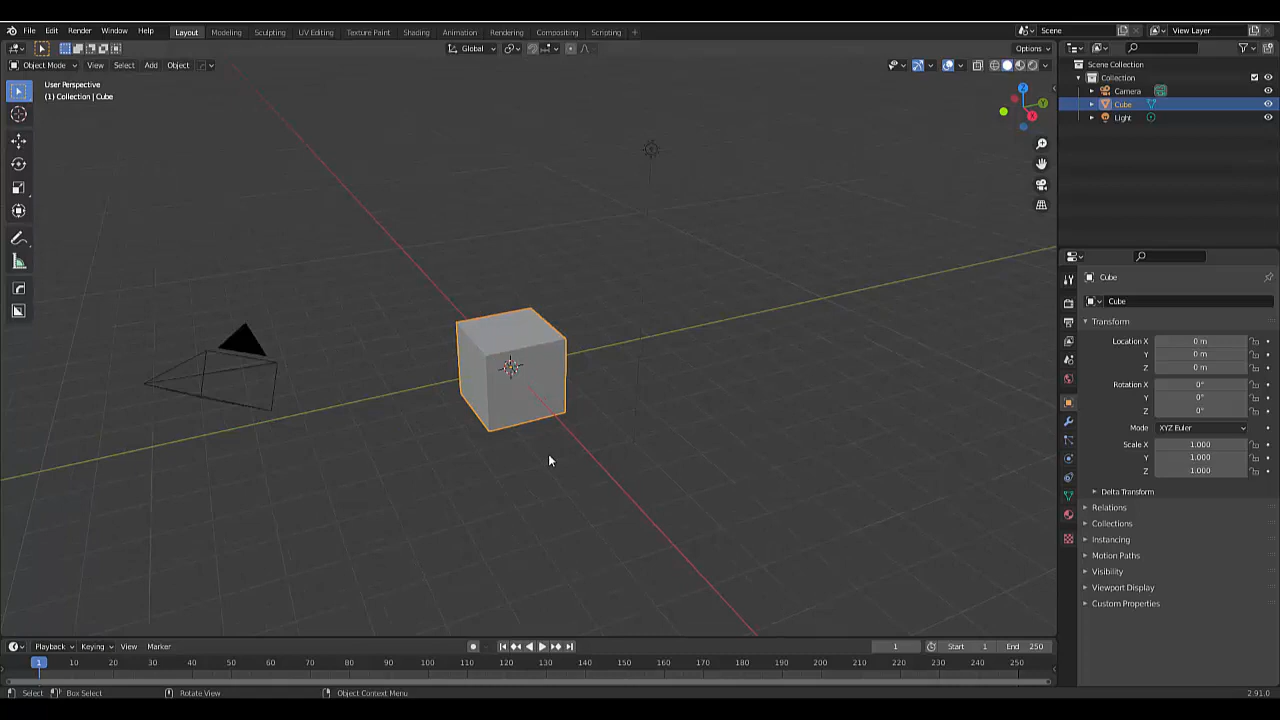 File Edit Render Window Help Layout Modeling Sculpting UV Editing Texture Paint Shading Animation Rendering Compositing Scripting + Scene View Layer
Global Options
Object Mode View Select Add Object
User Perspective
(1) Collection | Cube
Z
Y
X
Scene Collection
Collection
Camera
Cube
Light
Cube
Cube
Transform
Location X 0 m
Y 0 m
Z 0 m
Rotation X 0°
Y 0°
Z 0°
Mode XYZ Euler
Scale X 1.000
Y 1.000
Z 1.000
Delta Transform
Relations
Collections
Instancing
Motion Paths
Visibility
Viewport Display
Custom Properties
Playback Keying View Marker 1 Start 1 End 250
1 10 20 30 40 50 60 70 80 90 100 110 120 130 140 150 160 170 180 190 200 210 220 230 240 250
Select Box Select Rotate View Object Context Menu 2.91.0